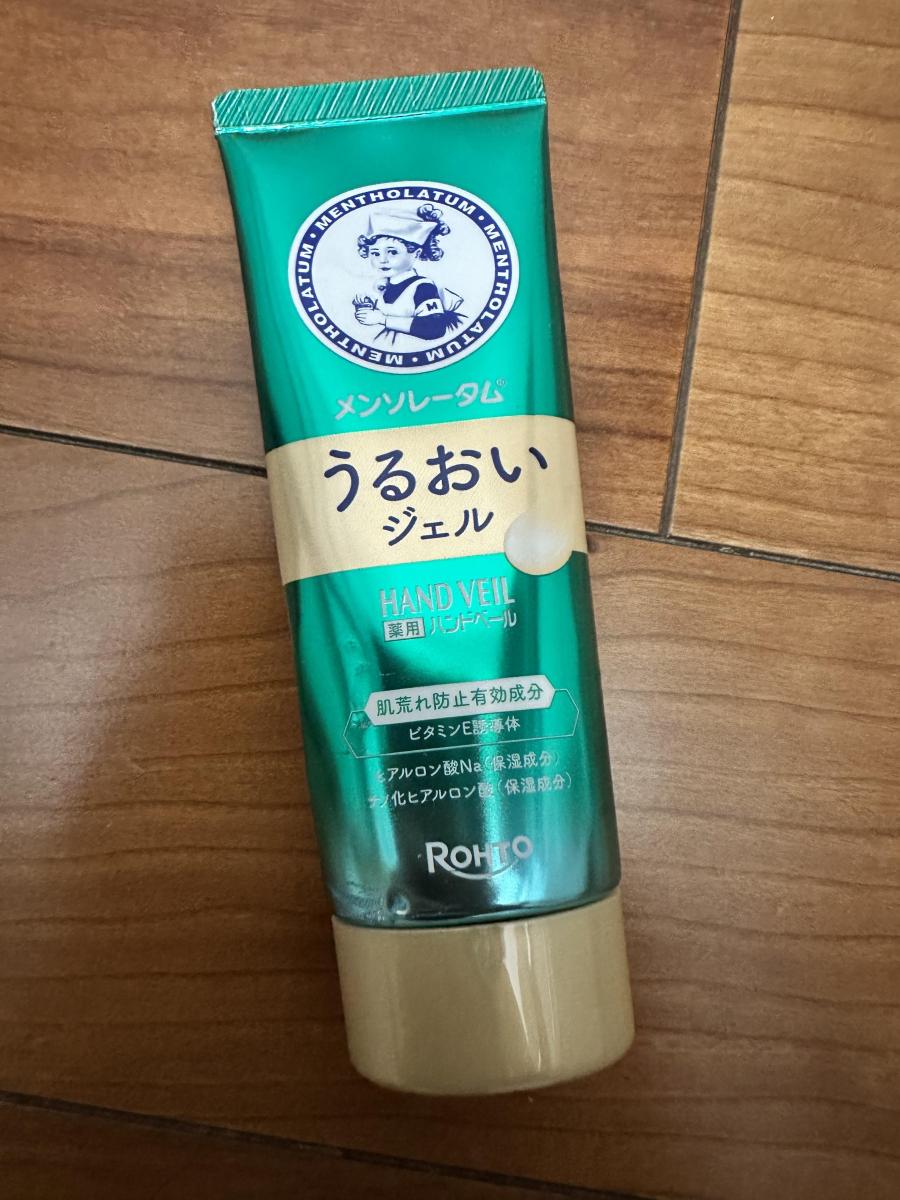 MENTHOLATUM • MENTHOLATUM • MENTHOLATUM •
M
メンソレータム®
うるおい
ジェル
HAND VEIL
薬用 ハンドベール
肌荒れ防止有効成分
ビタミンE誘導体
ヒアルロン酸Na(保湿成分)
ナノ化ヒアルロン酸(保湿成分)
ROHTO